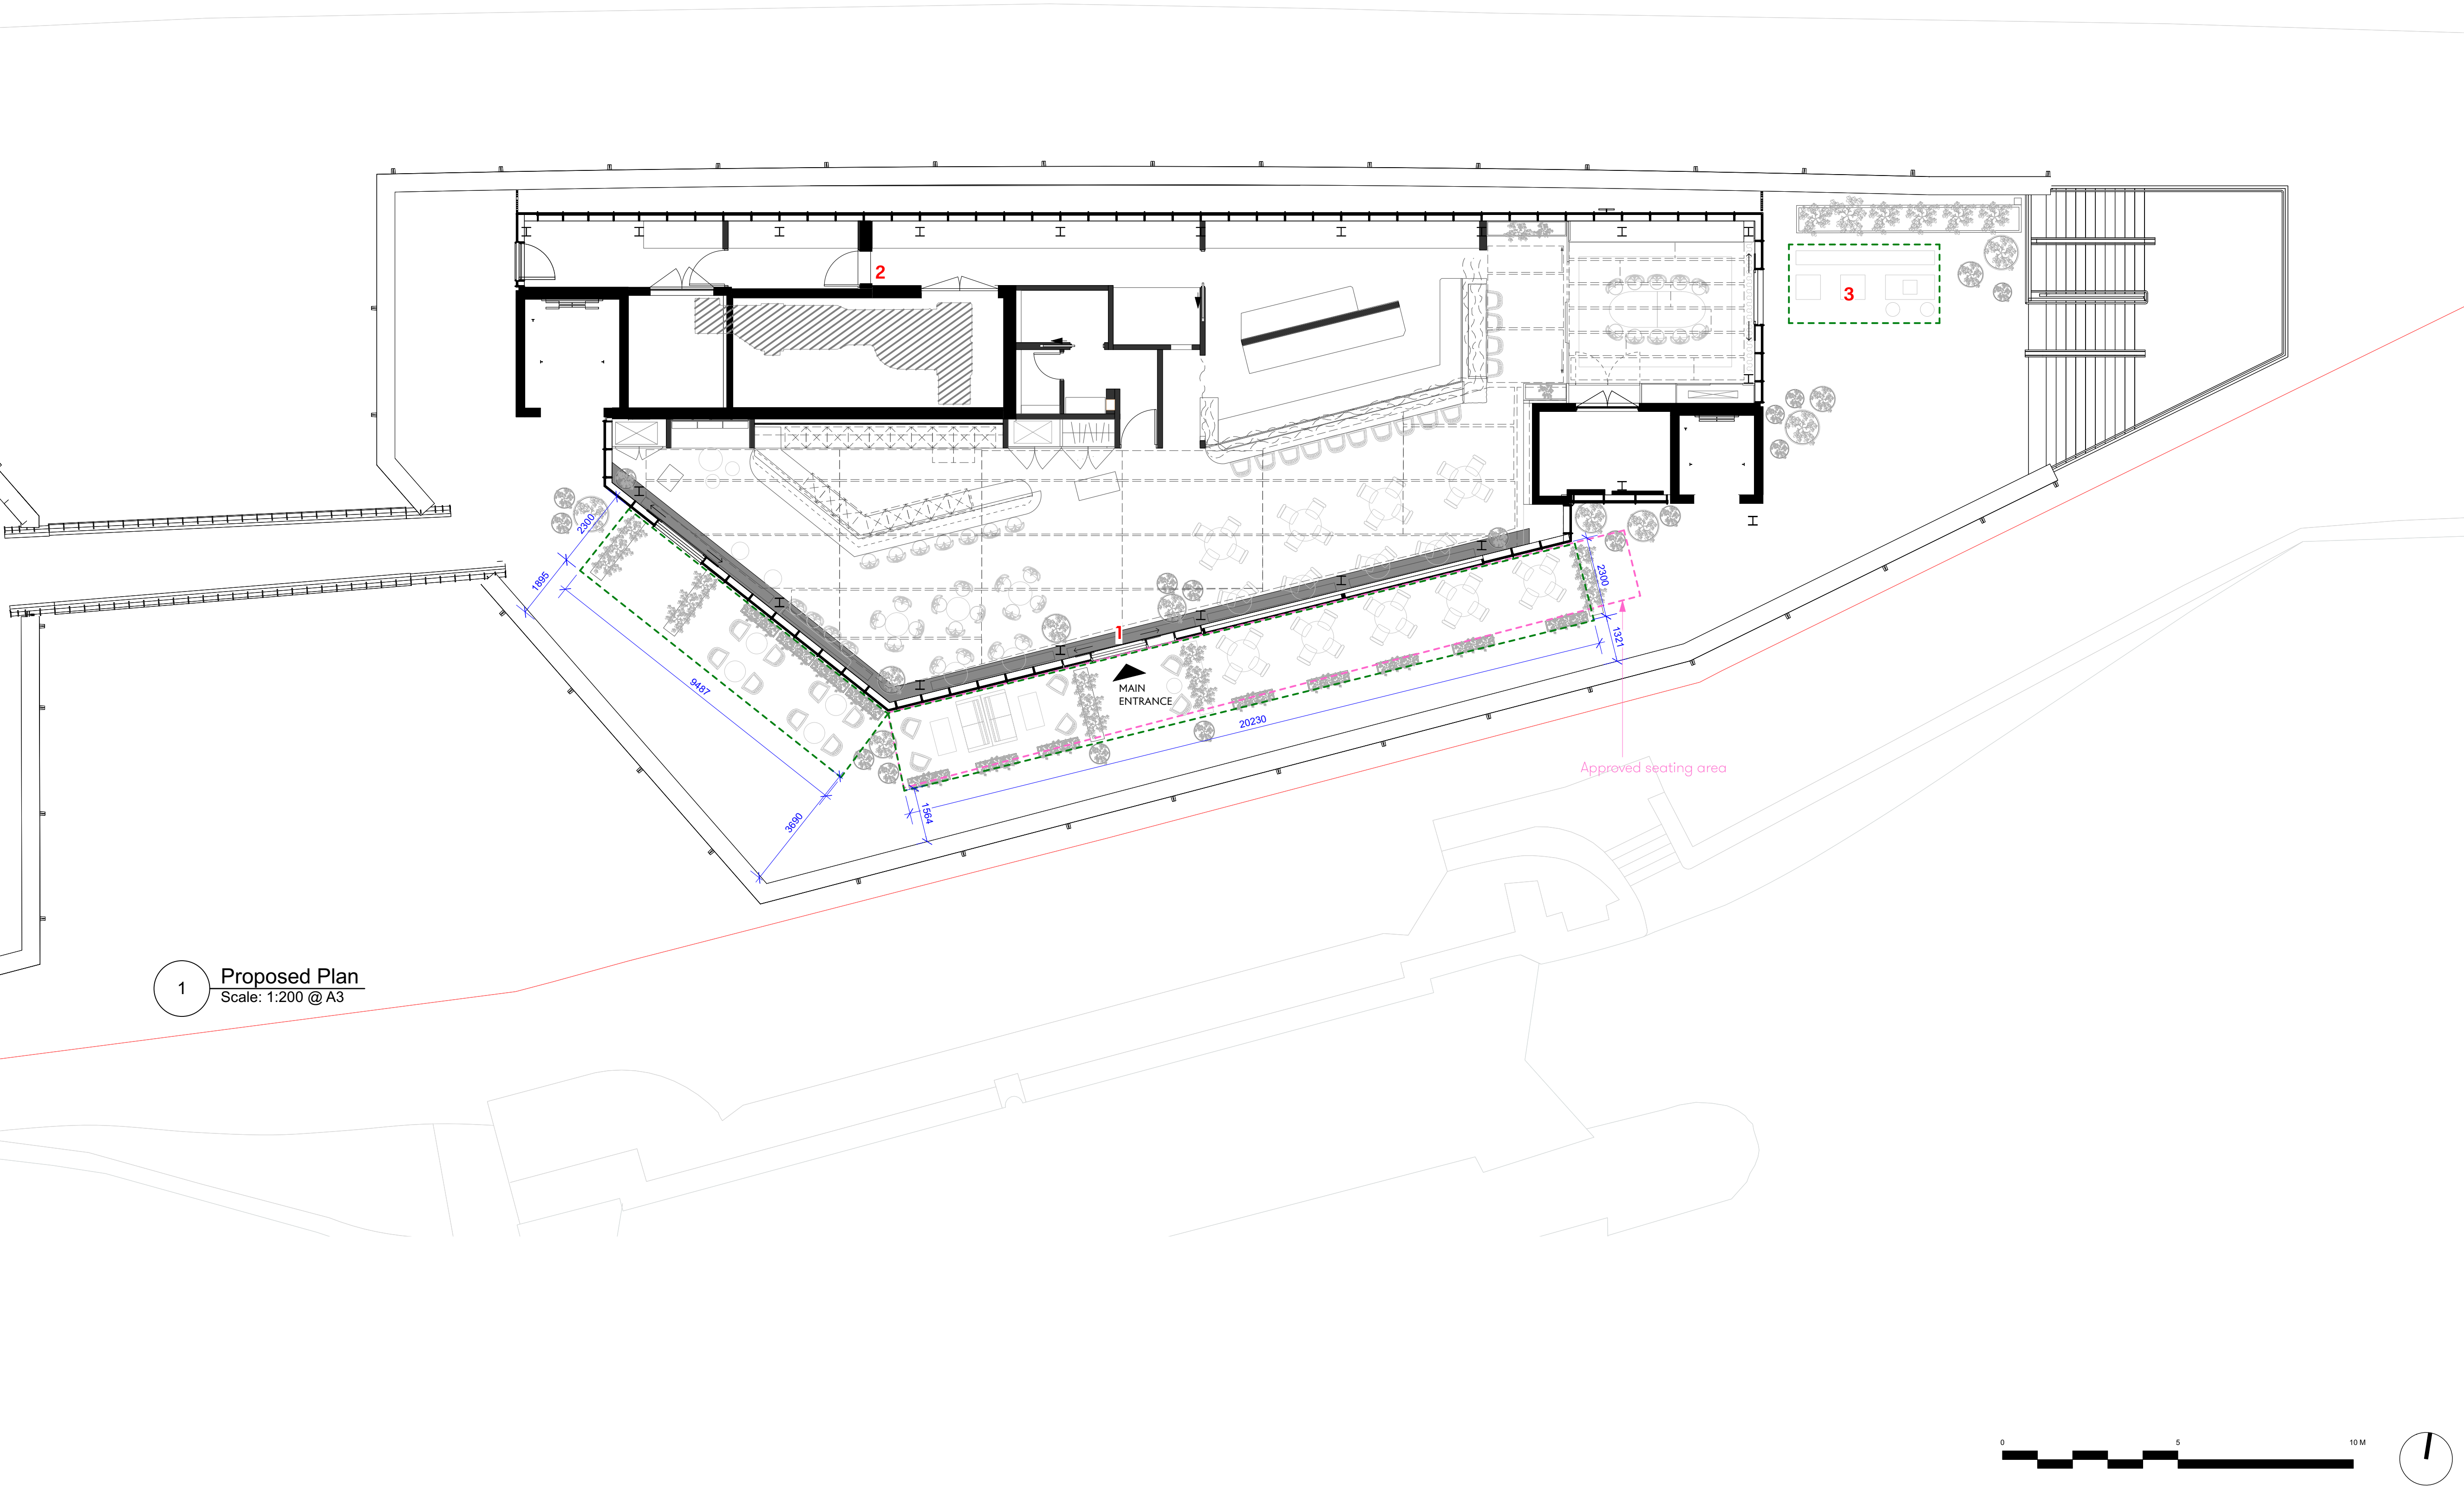 2
3
2300
1895
2300
1
1321
MAIN
ENTRANCE
9487
20230
Approved seating area
1564
3690
1
Proposed Plan
Scale: 1:200 @ A3
0 5 10 M